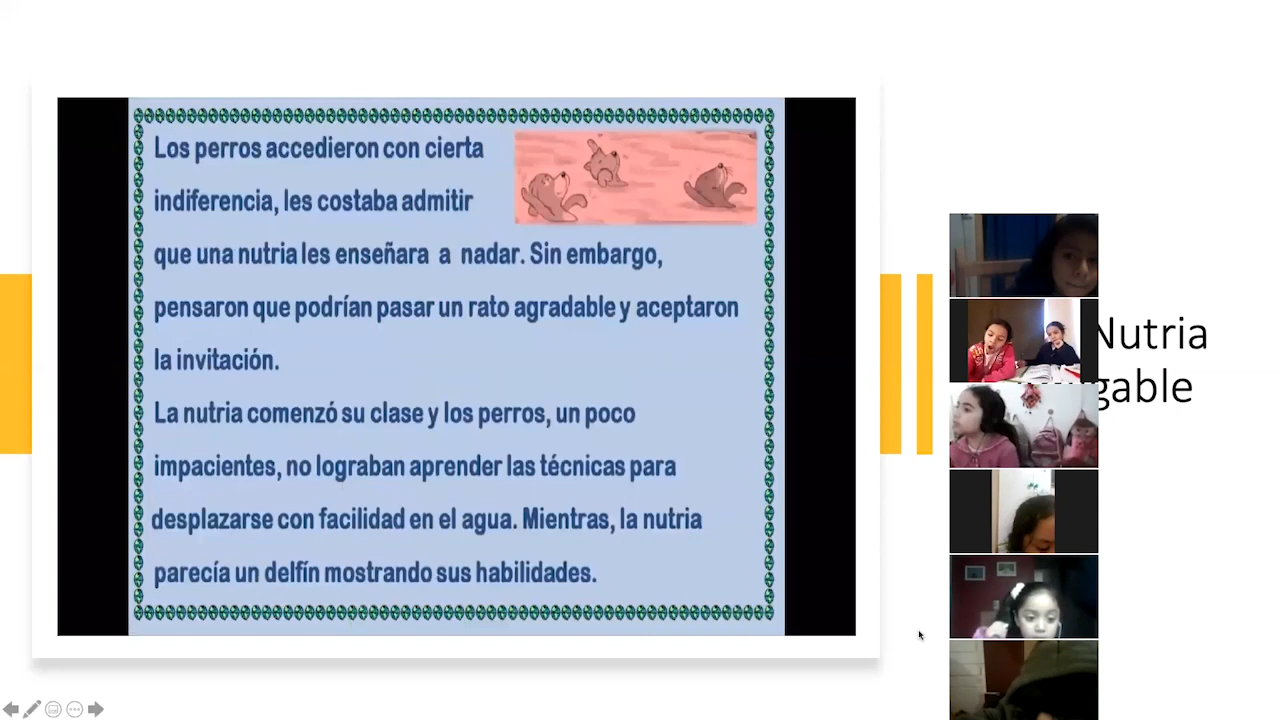 Los perros accedieron con cierta
indiferencia, les costaba admitir
que una nutria les enseñara a nadar. Sin embargo,
pensaron que podrían pasar un rato agradable y aceptaron
la invitación.
La nutria comenzó su clase y los perros, un poco
impacientes, no lograban aprender las técnicas para
desplazarse con facilidad en el agua. Mientras, la nutria
parecía un delfín mostrando sus habilidades.
Nutria